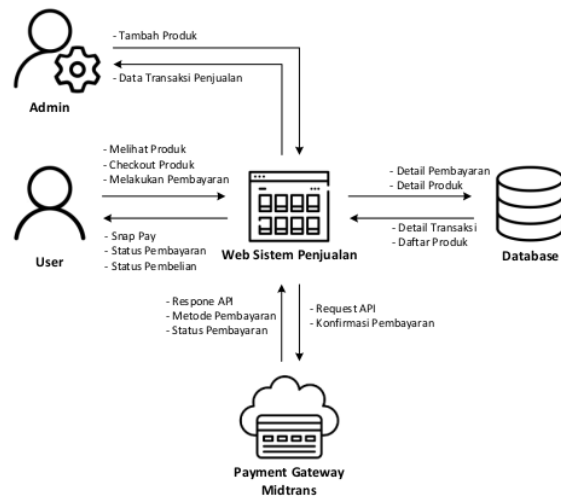 - Tambah Produk
- Data Transaksi Penjualan
Admin
- Melihat Produk
- Checkout Produk
- Melakukan Pembayaran
- Detail Pembayaran
- Detail Produk
- Snap Pay
- Status Pembayaran
- Status Pembelian
User
Web Sistem Penjualan
- Detail Transaksi
- Daftar Produk
Database
- Respone API
- Metode Pembayaran
- Status Pembayaran
- Request API
- Konfirmasi Pembayaran
Payment Gateway
Midtrans